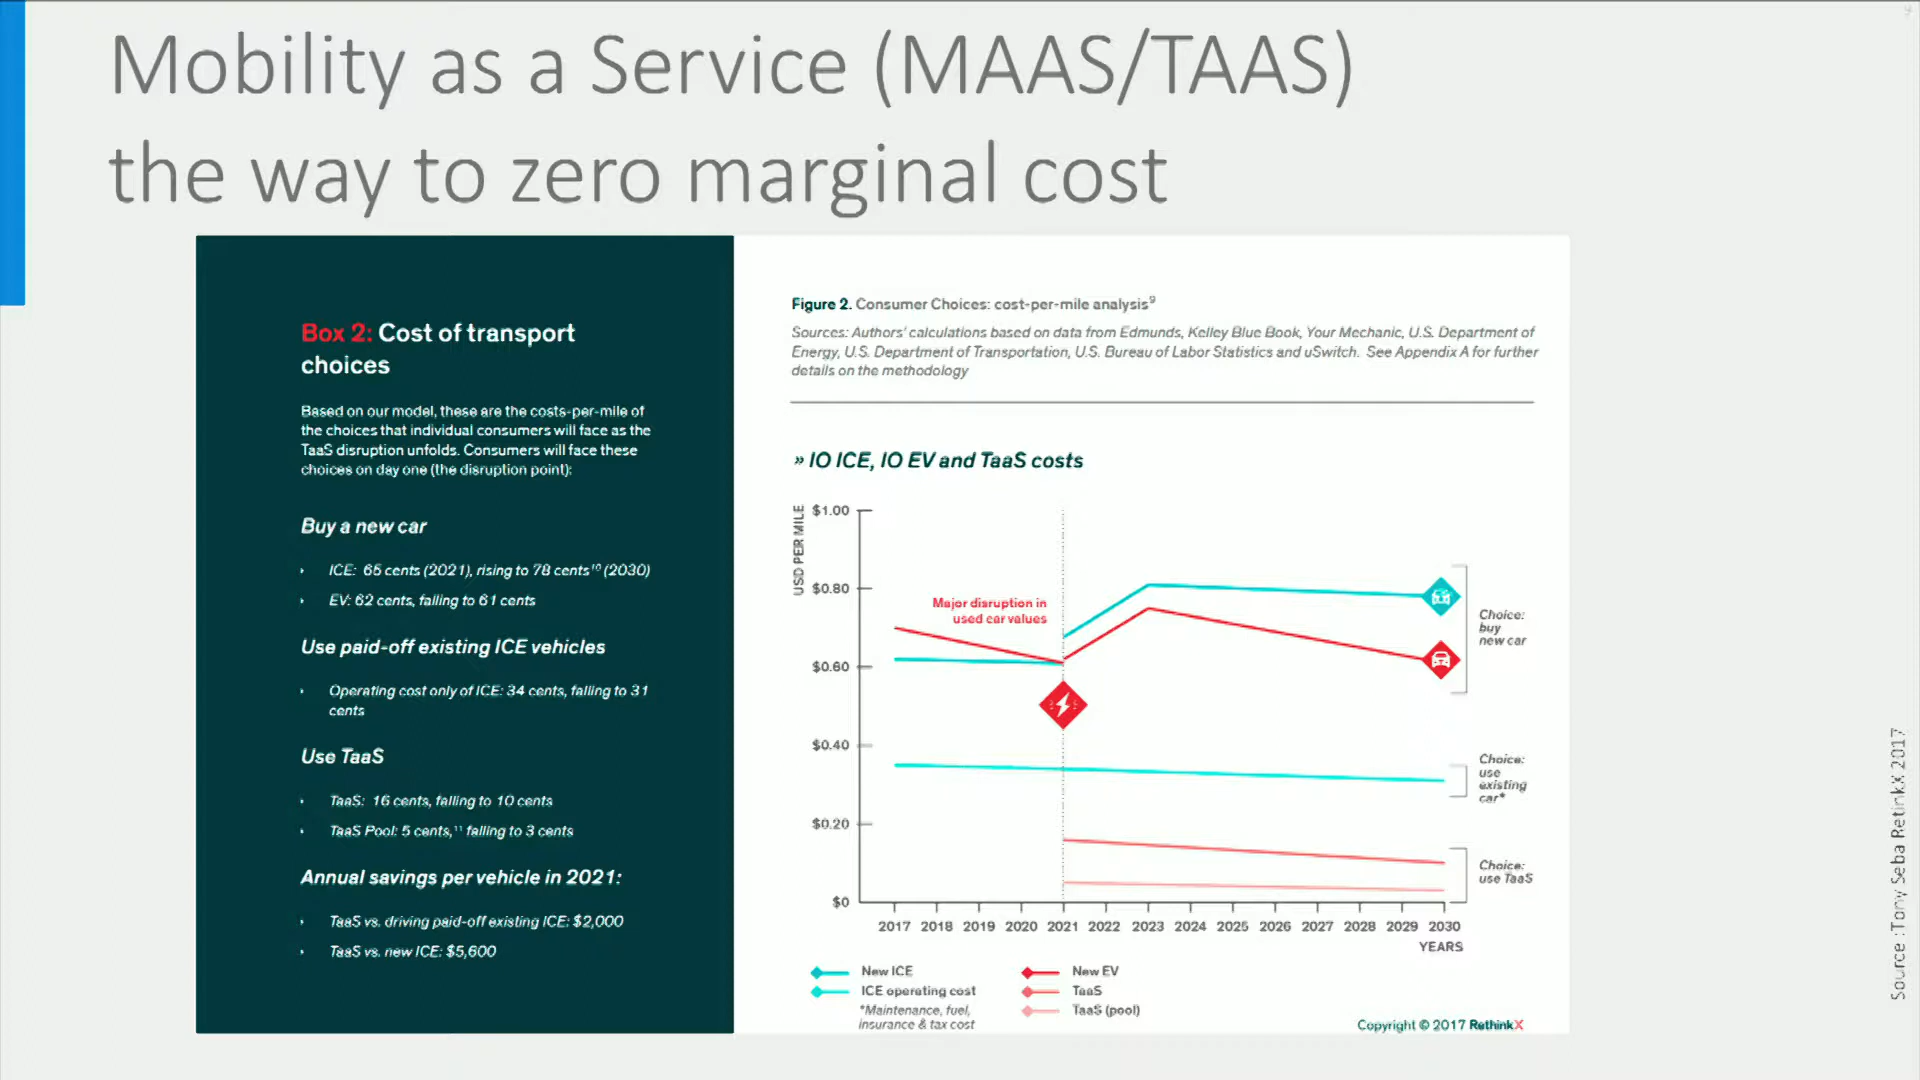 Mobility as a Service (MAAS/TAAS)
the way to zero marginal cost
Box 2: Cost of transport
choices
Based on our model, these are the costs-per-mile of
the choices that individual consumers will face as the
TaaS disruption unfolds. Consumers will face these
choices on day one (the disruption point):
Buy a new car
ICE: 65 cents (2021), rising to 78 cents¹⁰ (2030)
EV: 62 cents, falling to 61 cents
Use paid-off existing ICE vehicles
Operating cost only of ICE: 34 cents, falling to 31
cents
Use TaaS
TaaS: 16 cents, falling to 10 cents
TaaS Pool: 5 cents,¹¹ falling to 3 cents
Annual savings per vehicle in 2021:
TaaS vs. driving paid-off existing ICE: $2,000
TaaS vs. new ICE: $5,600
Figure 2. Consumer Choices: cost-per-mile analysis⁹
Sources: Authors' calculations based on data from Edmunds, Kelley Blue Book, Your Mechanic, U.S. Department of
Energy, U.S. Department of Transportation, U.S. Bureau of Labor Statistics and uSwitch. See Appendix A for further
details on the methodology
» IO ICE, IO EV and TaaS costs
USD PER MILE
$1.00
$0.80
$0.60
$0.40
$0.20
$0
Major disruption in
used car values
Choice:
buy
new car
Choice:
use
existing
car*
Choice:
use TaaS
2017 2018 2019 2020 2021 2022 2023 2024 2025 2026 2027 2028 2029 2030
YEARS
New ICE
ICE operating cost
*Maintenance, fuel,
insurance & tax cost
New EV
TaaS
TaaS (pool)
Copyright © 2017 RethinkX
Source :Tony Seba RetinkX 2017